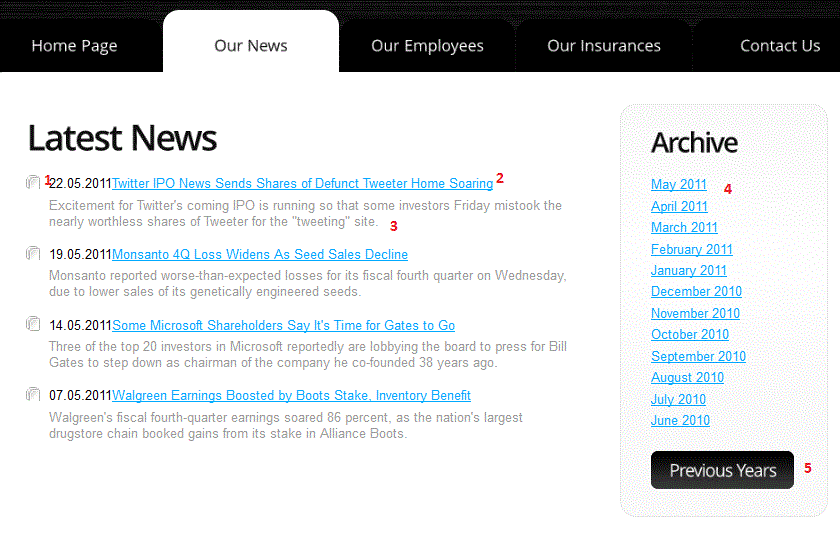 Home Page
Our News
Our Employees
Our Insurances
Contact Us
Latest News
1 22.05.2011Twitter IPO News Sends Shares of Defunct Tweeter Home Soaring 2
Excitement for Twitter's coming IPO is running so that some investors Friday mistook the
nearly worthless shares of Tweeter for the "tweeting" site. 3
19.05.2011Monsanto 4Q Loss Widens As Seed Sales Decline
Monsanto reported worse-than-expected losses for its fiscal fourth quarter on Wednesday,
due to lower sales of its genetically engineered seeds.
14.05.2011Some Microsoft Shareholders Say It's Time for Gates to Go
Three of the top 20 investors in Microsoft reportedly are lobbying the board to press for Bill
Gates to step down as chairman of the company he co-founded 38 years ago.
07.05.2011Walgreen Earnings Boosted by Boots Stake, Inventory Benefit
Walgreen's fiscal fourth-quarter earnings soared 86 percent, as the nation's largest
drugstore chain booked gains from its stake in Alliance Boots.
Archive
May 2011 4
April 2011
March 2011
February 2011
January 2011
December 2010
November 2010
October 2010
September 2010
August 2010
July 2010
June 2010
Previous Years 5